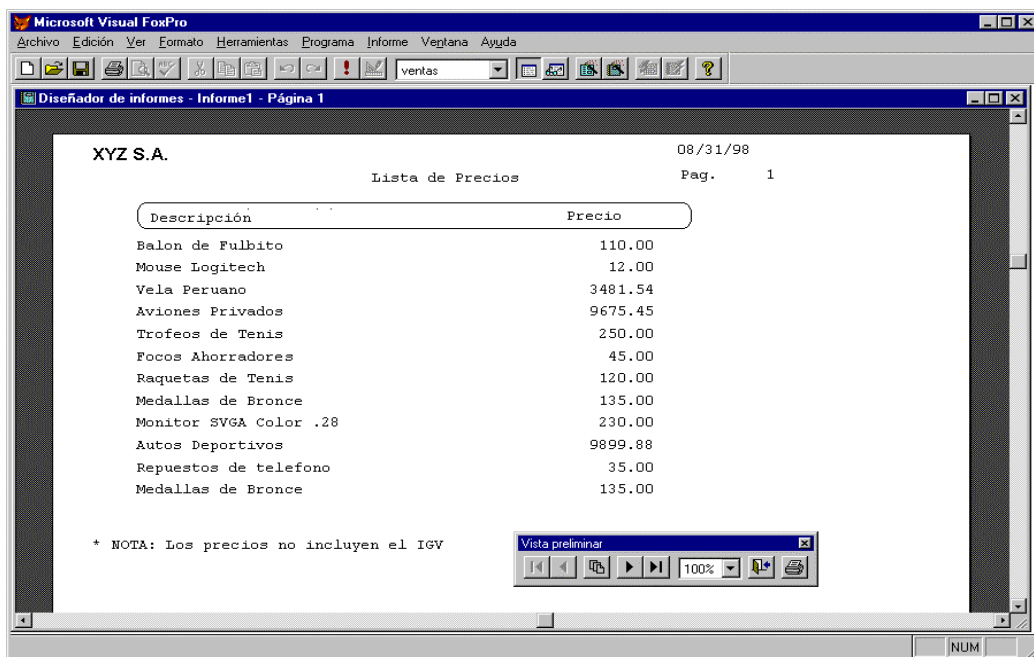 Microsoft Visual FoxPro
Archivo Edición Ver Formato Herramientas Programa Informe Ventana Ayuda
ventas
Diseñador de informes - Informe1 - Página 1
XYZ S.A. 08/31/98
Lista de Precios Pag. 1
Descripción Precio
Balon de Fulbito 110.00
Mouse Logitech 12.00
Vela Peruano 3481.54
Aviones Privados 9675.45
Trofeos de Tenis 250.00
Focos Ahorradores 45.00
Raquetas de Tenis 120.00
Medallas de Bronce 135.00
Monitor SVGA Color .28 230.00
Autos Deportivos 9899.88
Repuestos de telefono 35.00
Medallas de Bronce 135.00
* NOTA: Los precios no incluyen el IGV
Vista preliminar
100%
NUM